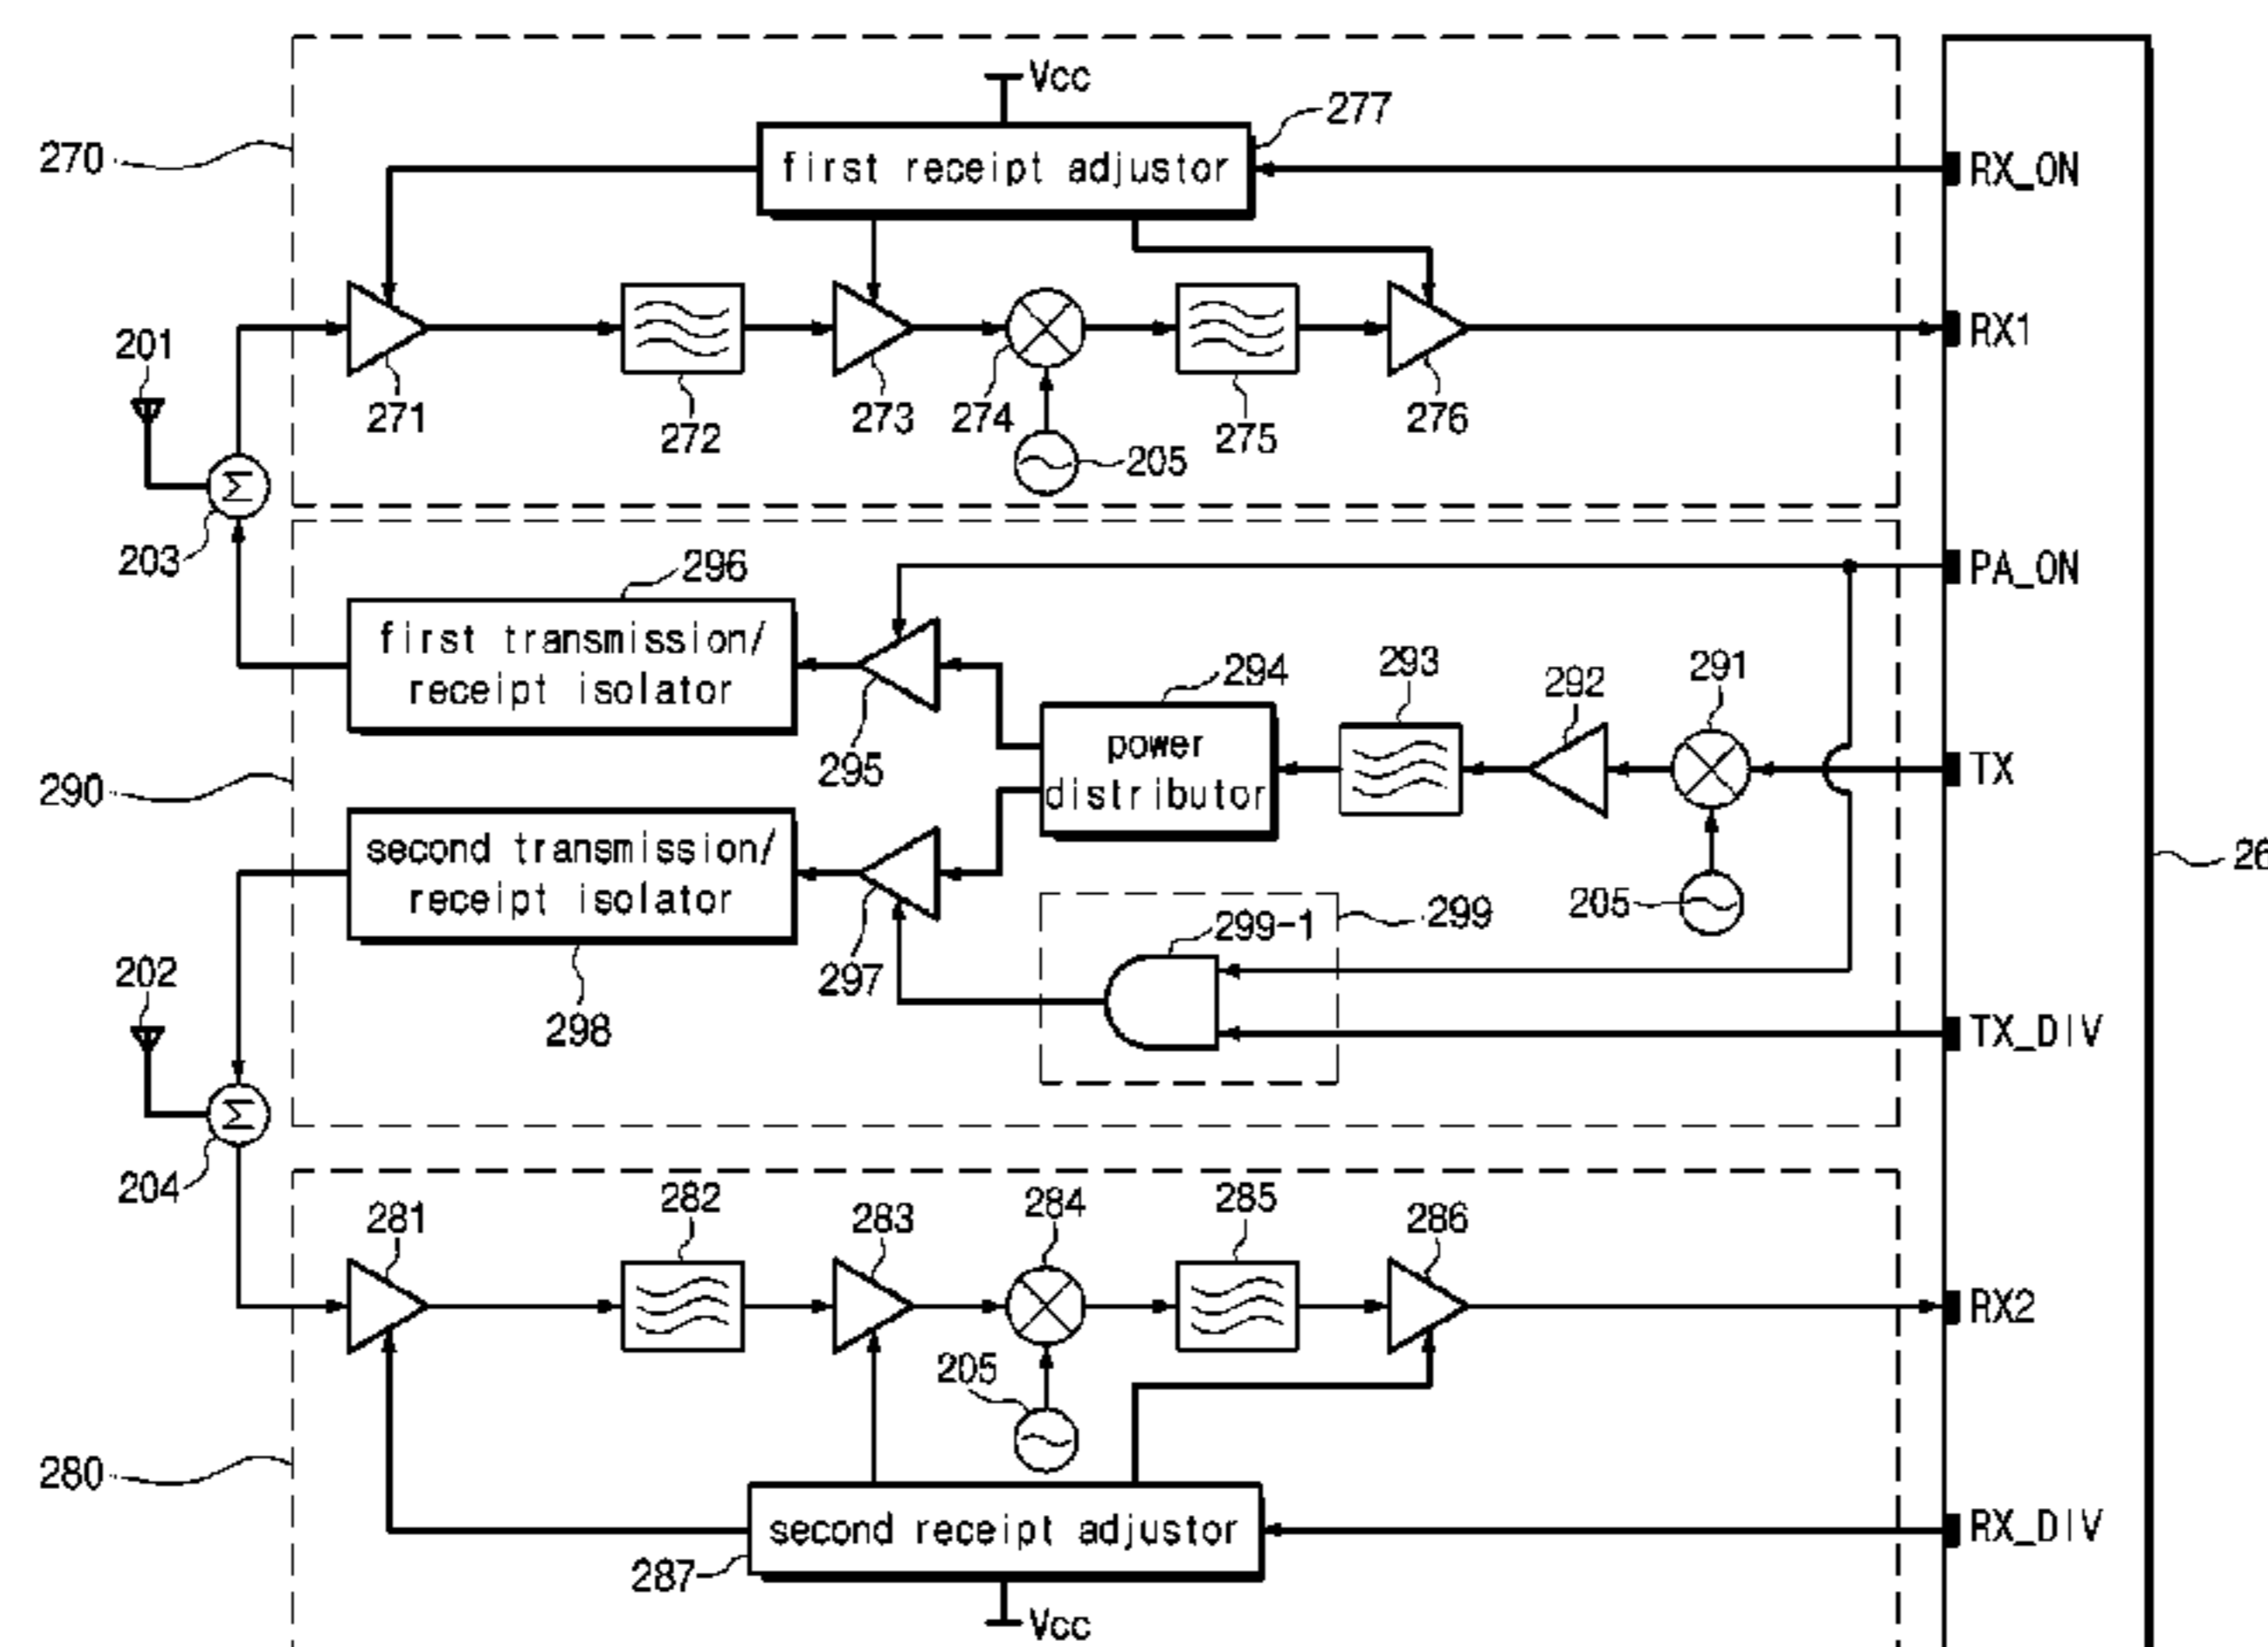 Vcc
277
270
first receipt adjustor
RX_ON
201
RX1
271
272
273
274
275
276
205
203
296
PA_ON
first transmission/
receipt isolator
295
294
293
292
291
power
distributor
TX
290
second transmission/
receipt isolator
297
298
205
299
299-1
202
TX_DIV
204
281
282
283
284
285
286
RX2
205
280
second receipt adjustor
RX_DIV
287
Vcc